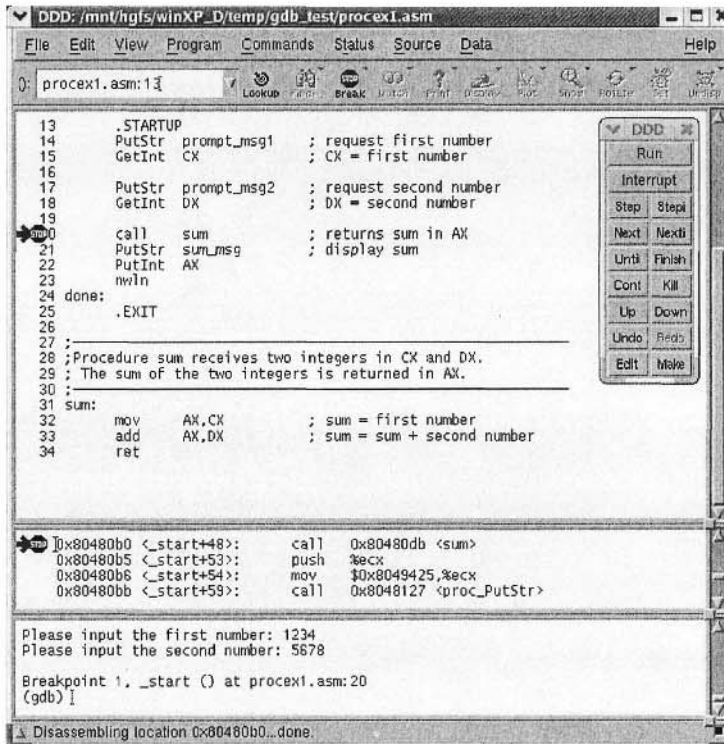 DDD: /mnt/hgfs/winXP_D/temp/gdb_test/procex1.asm
File Edit View Program Commands Status Source Data Help
(): procex1.asm:13
Lookup Break Print Plot Rotate Set Undisp
13 .STARTUP
14 PutStr prompt_msg1 ; request first number
15 GetInt CX ; CX = first number
16
17 PutStr prompt_msg2 ; request second number
18 GetInt DX ; DX = second number
19
STOP 0 call sum ; returns sum in AX
21 PutStr sum_msg ; display sum
22 PutInt AX
23 nwln
24 done:
25 .EXIT
26
27 ;
28 ;Procedure sum receives two integers in CX and DX.
29 ; The sum of the two integers is returned in AX.
30 ;
31 sum:
32 mov AX,CX ; sum = first number
33 add AX,DX ; sum = sum + second number
34 ret
DDD
Run
Interrupt
Step Stepi
Next Nexti
Until Finish
Cont Kill
Up Down
Undo Redo
Edit Make
STOP 0x80480b0 <_start+48>: call 0x80480db <sum>
0x80480b5 <_start+53>: push %ecx
0x80480b6 <_start+54>: mov $0x8049425,%ecx
0x80480bb <_start+59>: call 0x8048127 <proc_PutStr>
Please input the first number: 1234
Please input the second number: 5678
Breakpoint 1, _start () at procex1.asm:20
(gdb)
Disassembling location 0x80480b0...done.